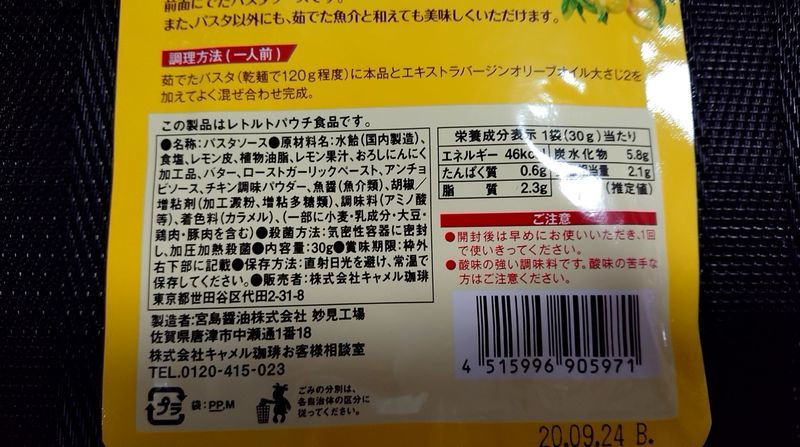 前面にでたパスタソースです。
また、パスタ以外にも、茹でた魚介と和えても美味しくいただけます。
調理方法(一人前)
茹でたパスタ(乾麺で120g程度)に本品とエキストラバージンオリーブオイル大さじ2を
加えてよく混ぜ合わせ完成。
この製品はレトルトパウチ食品です。
●名称:パスタソース●原材料名:水飴(国内製造)、
食塩、レモン皮、植物油脂、レモン果汁、おろしにんにく
加工品、バター、ローストガーリックペースト、アンチョ
ビソース、チキン調味パウダー、魚醤(魚介類)、胡椒/
増粘剤(加工澱粉、増粘多糖類)、調味料(アミノ酸
等)、着色料(カラメル)、(一部に小麦・乳成分・大豆・
鶏肉・豚肉を含む)●殺菌方法:気密性容器に密封
し、加圧加熱殺菌●内容量:30g●賞味期限:枠外
右下部に記載●保存方法:直射日光を避け、常温で
保存してください。●販売者:株式会社キャメル珈琲
東京都世田谷区代田2-31-8
製造者:宮島醤油株式会社 妙見工場
佐賀県唐津市中瀬通1番18
株式会社キャメル珈琲お客様相談室
TEL.0120-415-023
プラ
袋:PP,M
ごみの分別は、
各自治体の区分に
従ってください。
栄養成分表示 1袋(30g)当たり
エネルギー 46kcal 炭水化物 5.8g
たんぱく質 0.6g 当量 2.1g
脂質 2.3g (推定値)
ご注意
●開封後は早めにお使いいただき、1回
で使いきってください。
●酸味の強い調味料です。酸味の苦手な
方はご注意ください。
4 515996 905971
20.09.24 B.